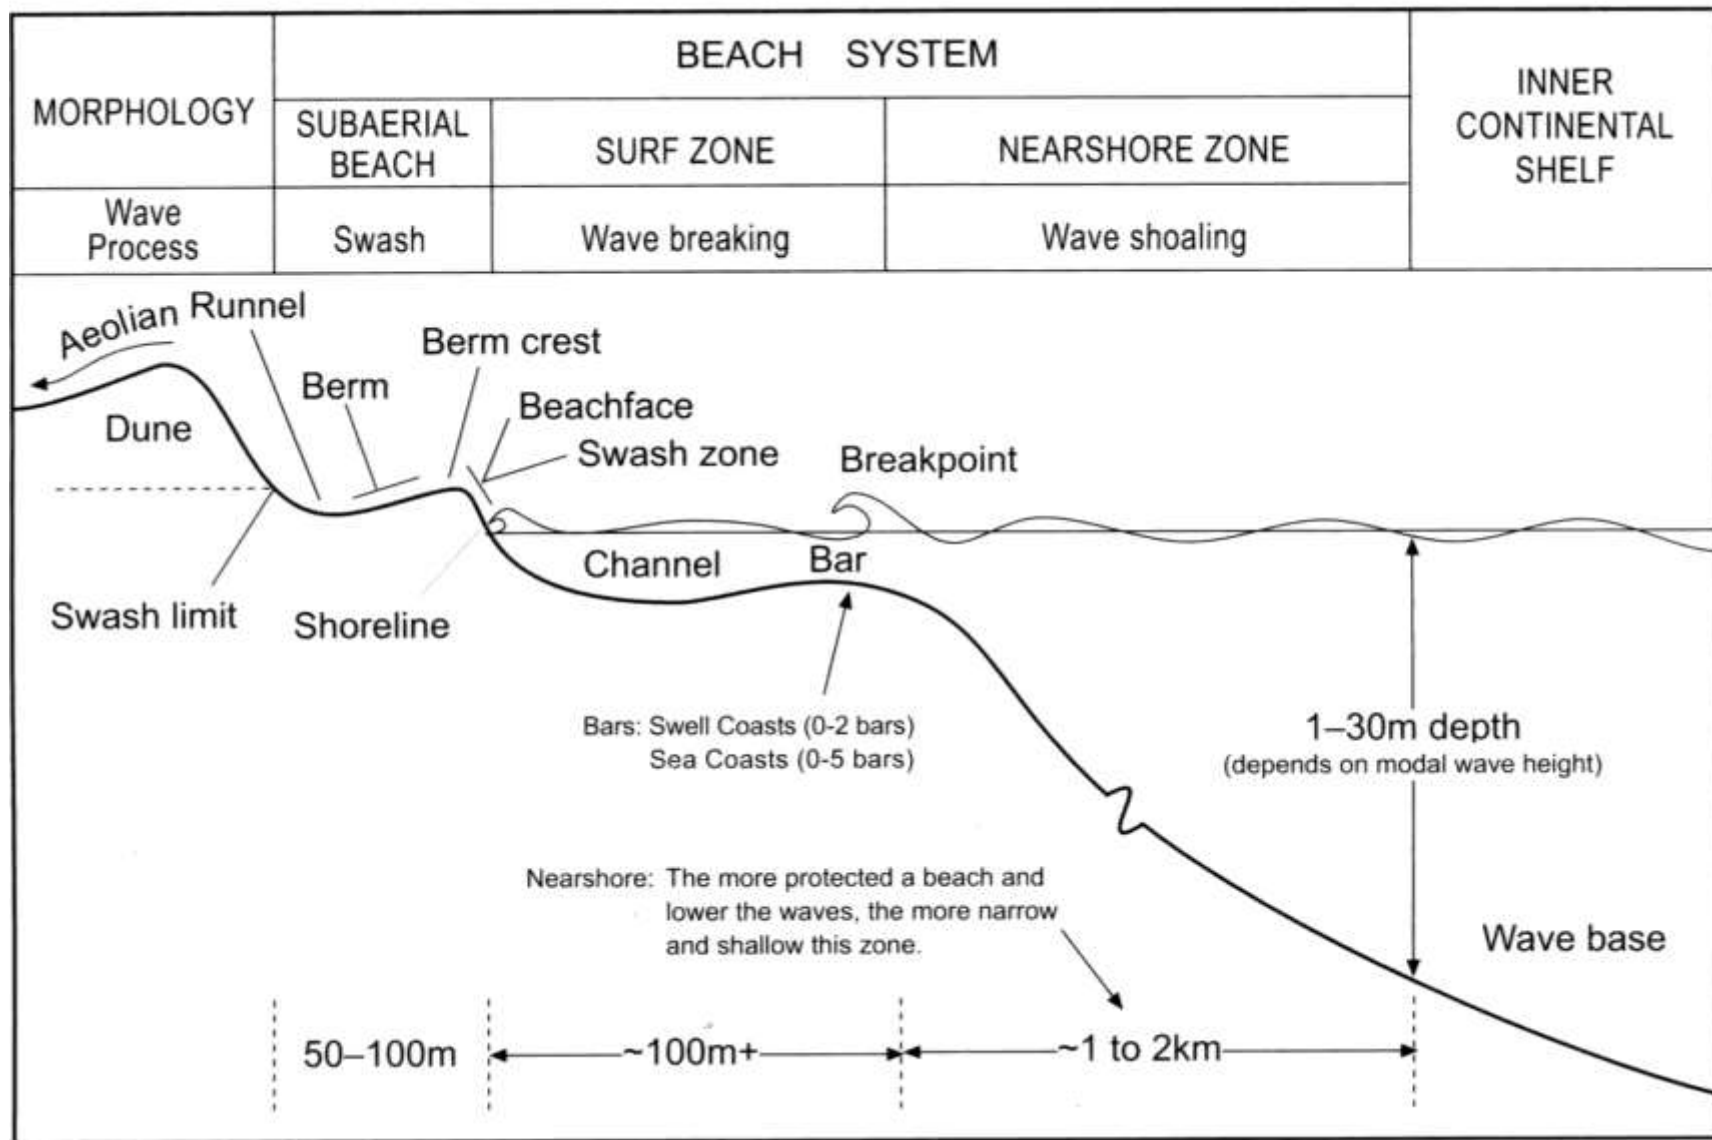 BEACH SYSTEM
MORPHOLOGY
SUBAERIAL
BEACH
SURF ZONE
NEARSHORE ZONE
INNER
CONTINENTAL
SHELF
Wave
Process
Swash
Wave breaking
Wave shoaling
Aeolian
Runnel
Berm crest
Berm
Beachface
Dune
Swash zone
Breakpoint
Channel
Bar
Swash limit
Shoreline
Bars: Swell Coasts (0-2 bars)
Sea Coasts (0-5 bars)
1–30m depth
(depends on modal wave height)
Nearshore: The more protected a beach and
lower the waves, the more narrow
and shallow this zone.
Wave base
50–100m
~100m+
~1 to 2km